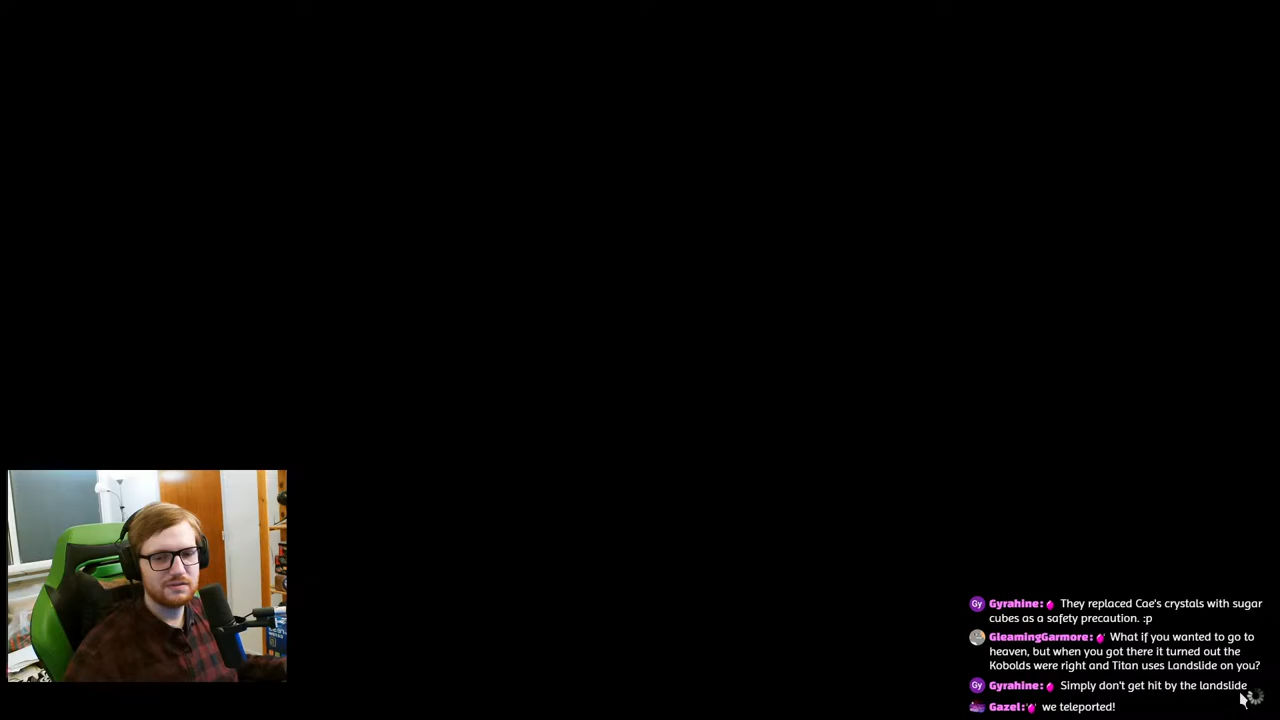 Gyrahine: They replaced Cae's crystals with sugar
cubes as a safety precaution. :p
GleamingGarmore: What if you wanted to go to
heaven, but when you got there it turned out the
Kobolds were right and Titan uses Landslide on you?
Gy Gyrahine: Simply don't get hit by the landslide
Gazel: we teleported!